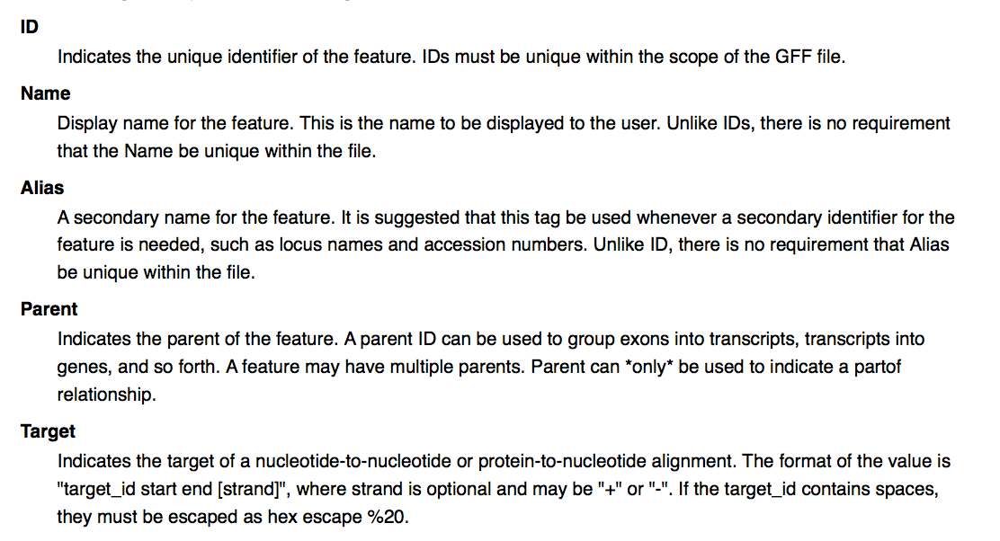 ID
Indicates the unique identifier of the feature. IDs must be unique within the scope of the GFF file.
Name
Display name for the feature. This is the name to be displayed to the user. Unlike IDs, there is no requirement
that the Name be unique within the file.
Alias
A secondary name for the feature. It is suggested that this tag be used whenever a secondary identifier for the
feature is needed, such as locus names and accession numbers. Unlike ID, there is no requirement that Alias
be unique within the file.
Parent
Indicates the parent of the feature. A parent ID can be used to group exons into transcripts, transcripts into
genes, and so forth. A feature may have multiple parents. Parent can *only* be used to indicate a partof
relationship.
Target
Indicates the target of a nucleotide-to-nucleotide or protein-to-nucleotide alignment. The format of the value is
"target_id start end [strand]", where strand is optional and may be "+" or "-". If the target_id contains spaces,
they must be escaped as hex escape %20.